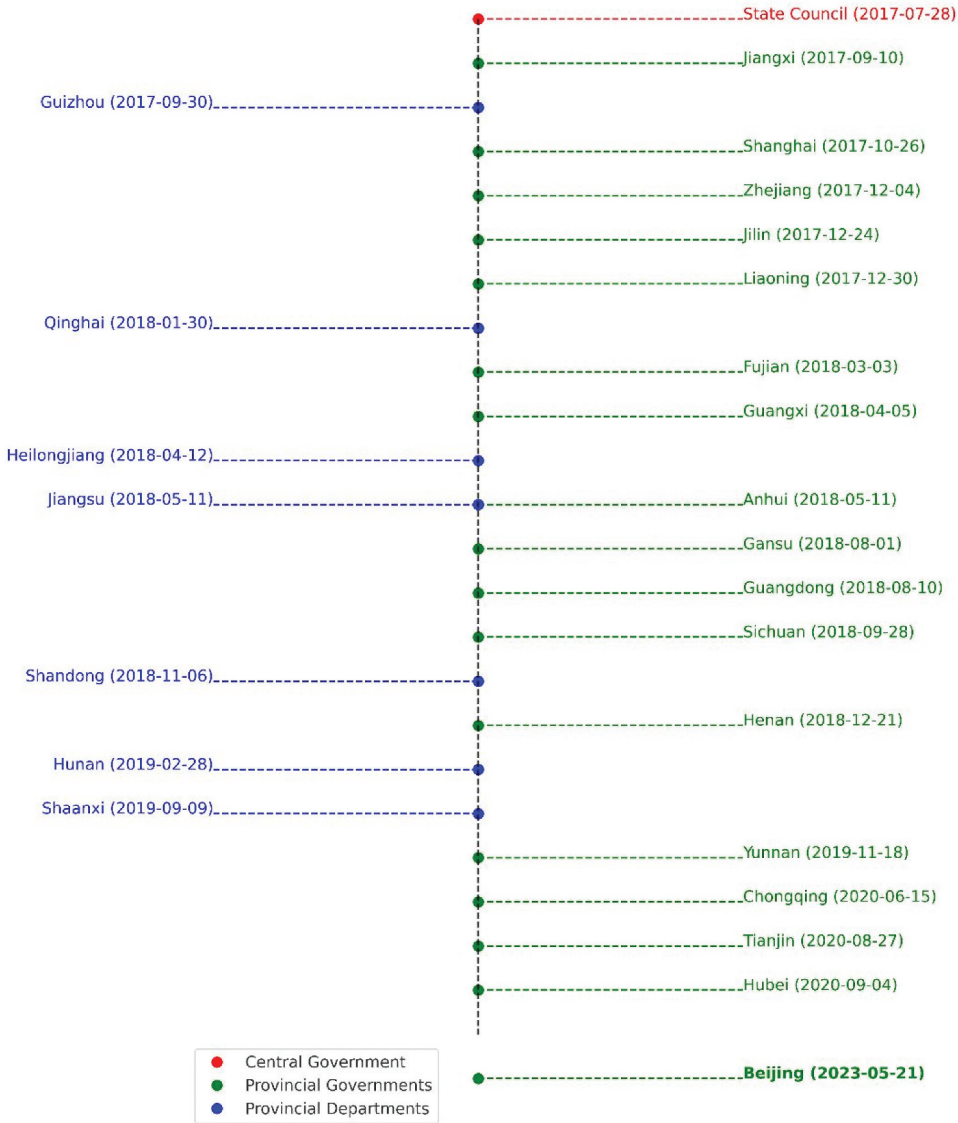 State Council (2017-07-28)
Jiangxi (2017-09-10)
Guizhou (2017-09-30)
Shanghai (2017-10-26)
Zhejiang (2017-12-04)
Jilin (2017-12-24)
Liaoning (2017-12-30)
Qinghai (2018-01-30)
Fujian (2018-03-03)
Guangxi (2018-04-05)
Heilongjiang (2018-04-12)
Jiangsu (2018-05-11)
Anhui (2018-05-11)
Gansu (2018-08-01)
Guangdong (2018-08-10)
Sichuan (2018-09-28)
Shandong (2018-11-06)
Henan (2018-12-21)
Hunan (2019-02-28)
Shaanxi (2019-09-09)
Yunnan (2019-11-18)
Chongqing (2020-06-15)
Tianjin (2020-08-27)
Hubei (2020-09-04)
Central Government
Provincial Governments
Provincial Departments
Beijing (2023-05-21)